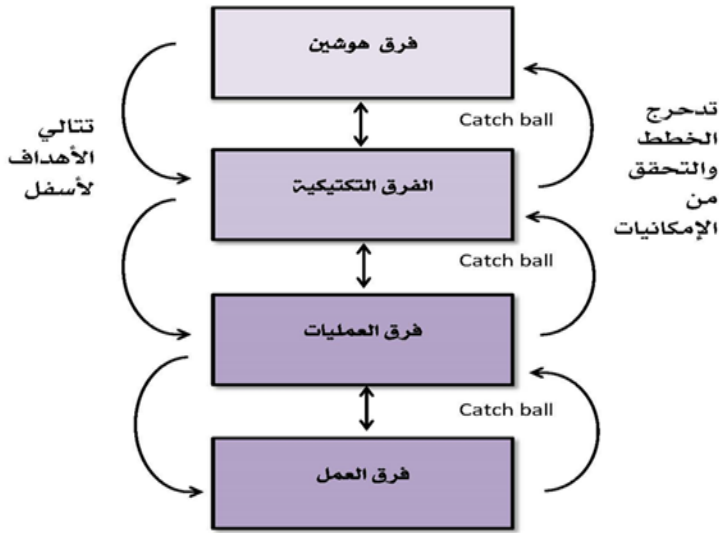 فرق هوشين
Catch ball
تتالي
الأهداف
لأسفل
تدحرج
الخطط
والتحقق
من
الإمكانيات
الفرق التكتيكية
Catch ball
فرق العمليات
Catch ball
فرق العمل